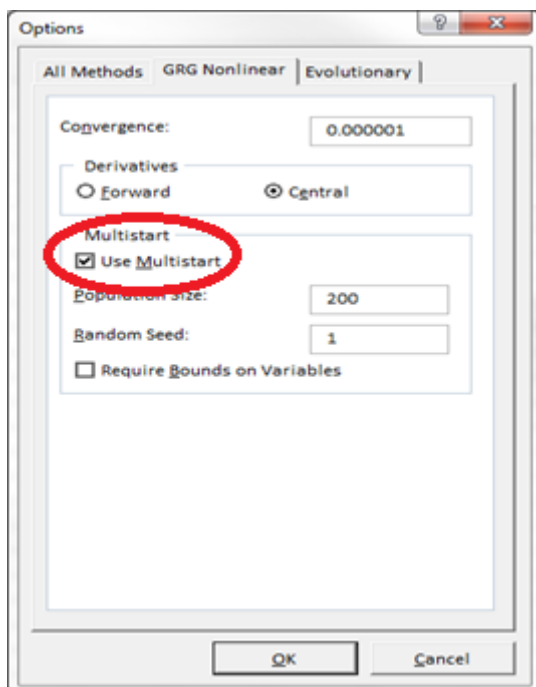 Options
All Methods GRG Nonlinear Evolutionary
Convergence: 0.000001
Derivatives
Forward Central
Multistart
Use Multistart
Population Size: 200
Random Seed: 1
Require Bounds on Variables
OK Cancel